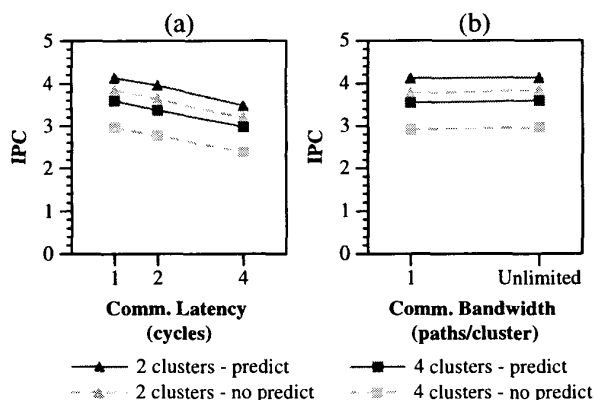 (a)
(b)
5
4
3
2
1
0
IPC
1
2
4
Comm. Latency
(cycles)
5
4
3
2
1
0
IPC
1
Unlimited
Comm. Bandwidth
(paths/cluster)
2 clusters - predict
4 clusters - predict
2 clusters - no predict
4 clusters - no predict